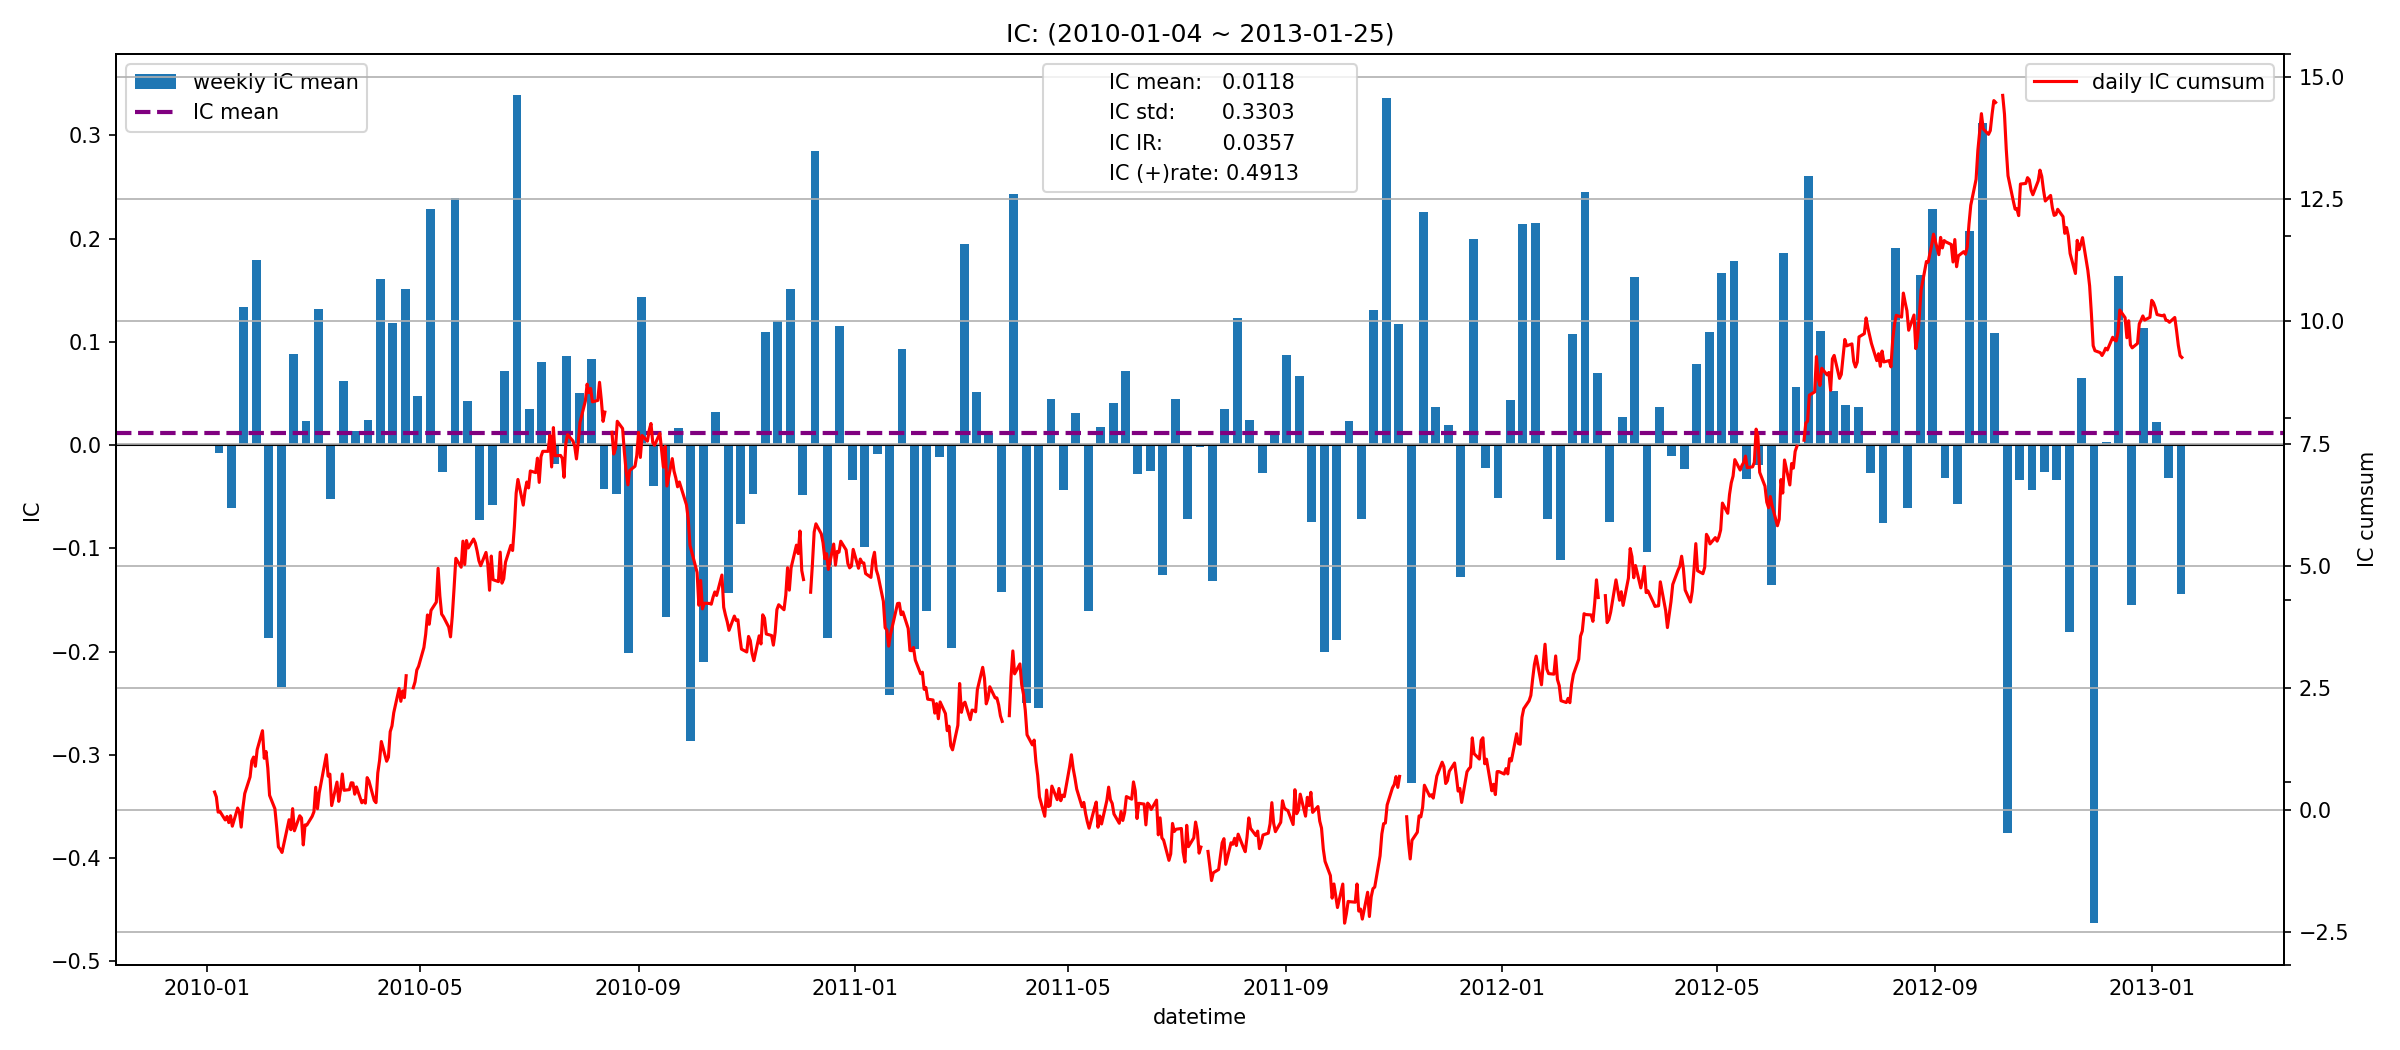 IC: (2010-01-04 ~ 2013-01-25)
weekly IC mean
IC mean
IC mean: 0.0118
IC std: 0.3303
IC IR: 0.0357
IC (+)rate: 0.4913
daily IC cumsum
IC
0.3
0.2
0.1
0.0
−0.1
−0.2
−0.3
−0.4
−0.5
15.0
12.5
10.0
7.5
5.0
2.5
0.0
−2.5
IC cumsum
2010-01
2010-05
2010-09
2011-01
2011-05
2011-09
2012-01
2012-05
2012-09
2013-01
datetime